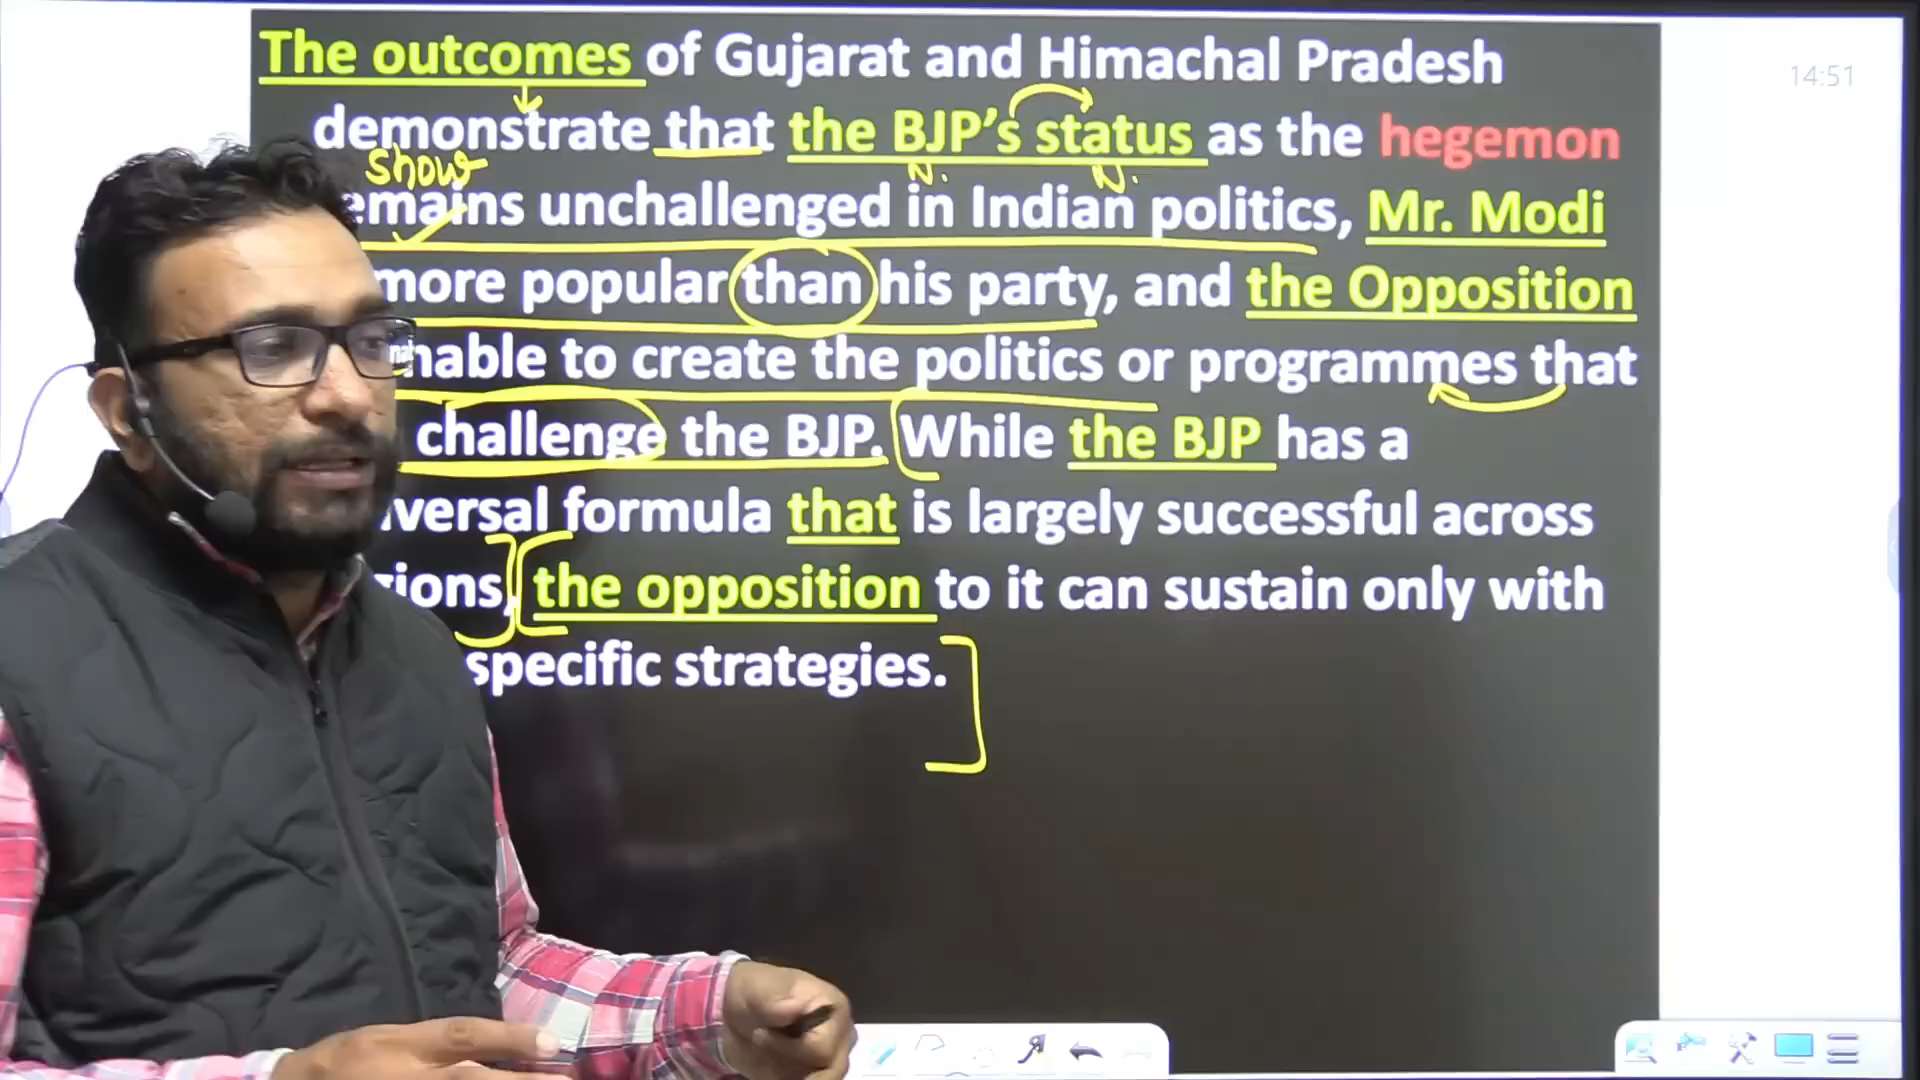 The outcomes of Gujarat and Himachal Pradesh
14:51
demonstrate that the BJP's status as the hegemon
show
N. N.
emains unchallenged in Indian politics, Mr. Modi
more popular than his party, and the Opposition
nable to create the politics or programmes that
challenge the BJP. While the BJP has a
versal formula that is largely successful across
gions, the opposition to it can sustain only with
specific strategies.